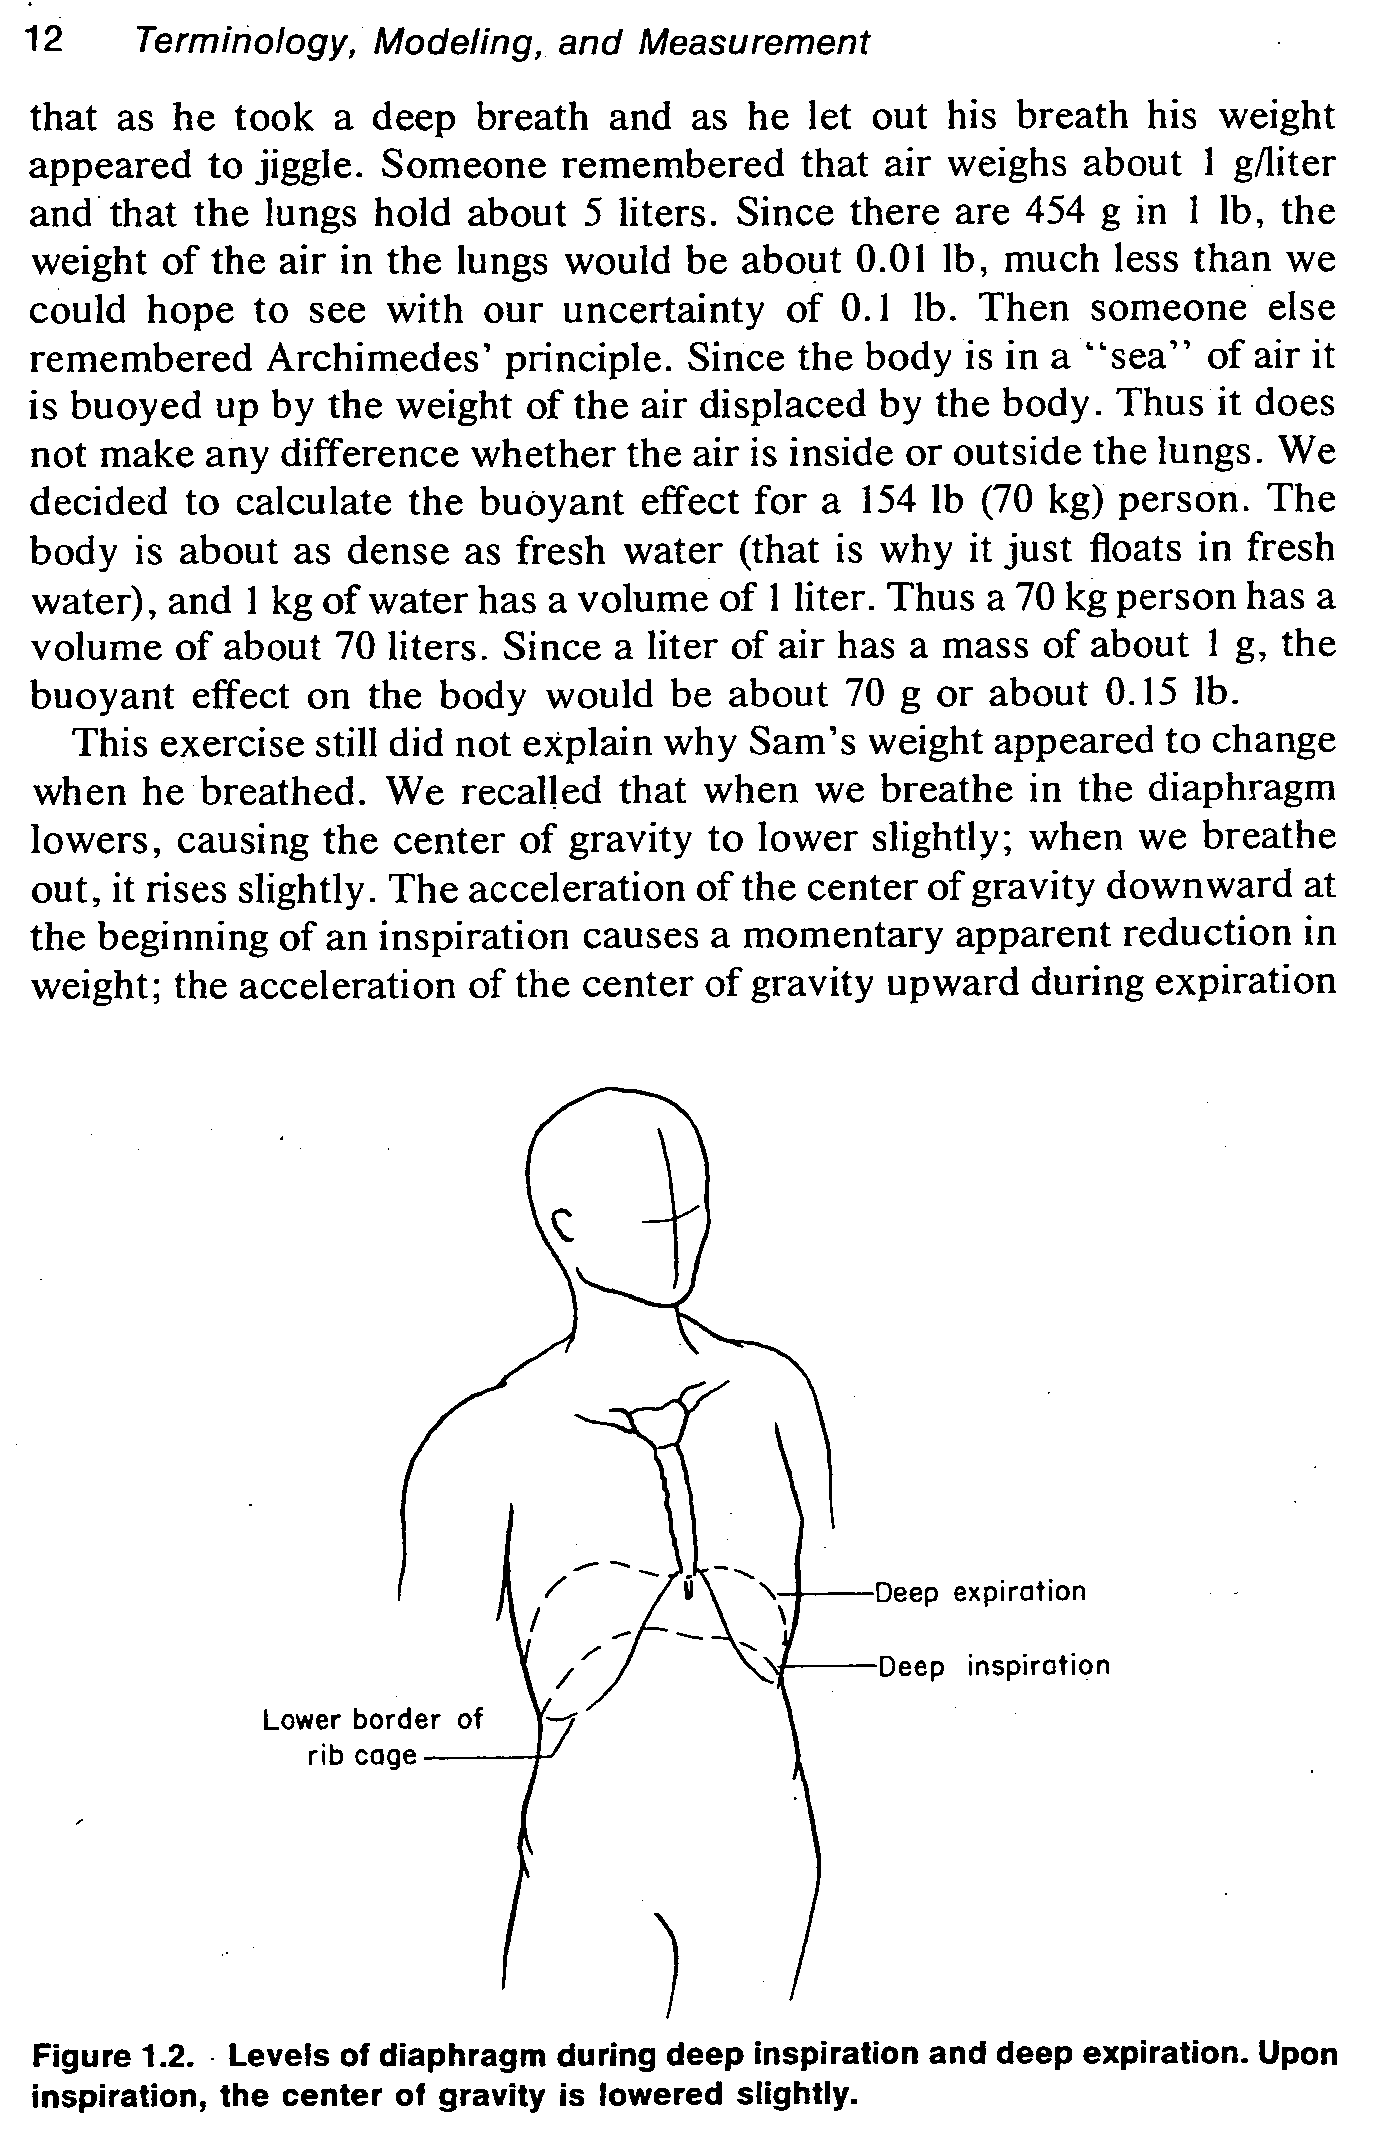 12 Terminology, Modeling, and Measurement
that as he took a deep breath and as he let out his breath his weight
appeared to jiggle. Someone remembered that air weighs about 1 g/liter
and that the lungs hold about 5 liters. Since there are 454 g in 1 lb, the
weight of the air in the lungs would be about 0.01 lb, much less than we
could hope to see with our uncertainty of 0.1 lb. Then someone else
remembered Archimedes’ principle. Since the body is in a “sea” of air it
is buoyed up by the weight of the air displaced by the body. Thus it does
not make any difference whether the air is inside or outside the lungs. We
decided to calculate the buoyant effect for a 154 lb (70 kg) person. The
body is about as dense as fresh water (that is why it just floats in fresh
water), and 1 kg of water has a volume of 1 liter. Thus a 70 kg person has a
volume of about 70 liters. Since a liter of air has a mass of about 1 g, the
buoyant effect on the body would be about 70 g or about 0.15 lb.
This exercise still did not explain why Sam’s weight appeared to change
when he breathed. We recalled that when we breathe in the diaphragm
lowers, causing the center of gravity to lower slightly; when we breathe
out, it rises slightly. The acceleration of the center of gravity downward at
the beginning of an inspiration causes a momentary apparent reduction in
weight; the acceleration of the center of gravity upward during expiration
Deep expiration
Deep inspiration
Lower border of
rib cage
Figure 1.2. Levels of diaphragm during deep inspiration and deep expiration. Upon
inspiration, the center of gravity is lowered slightly.